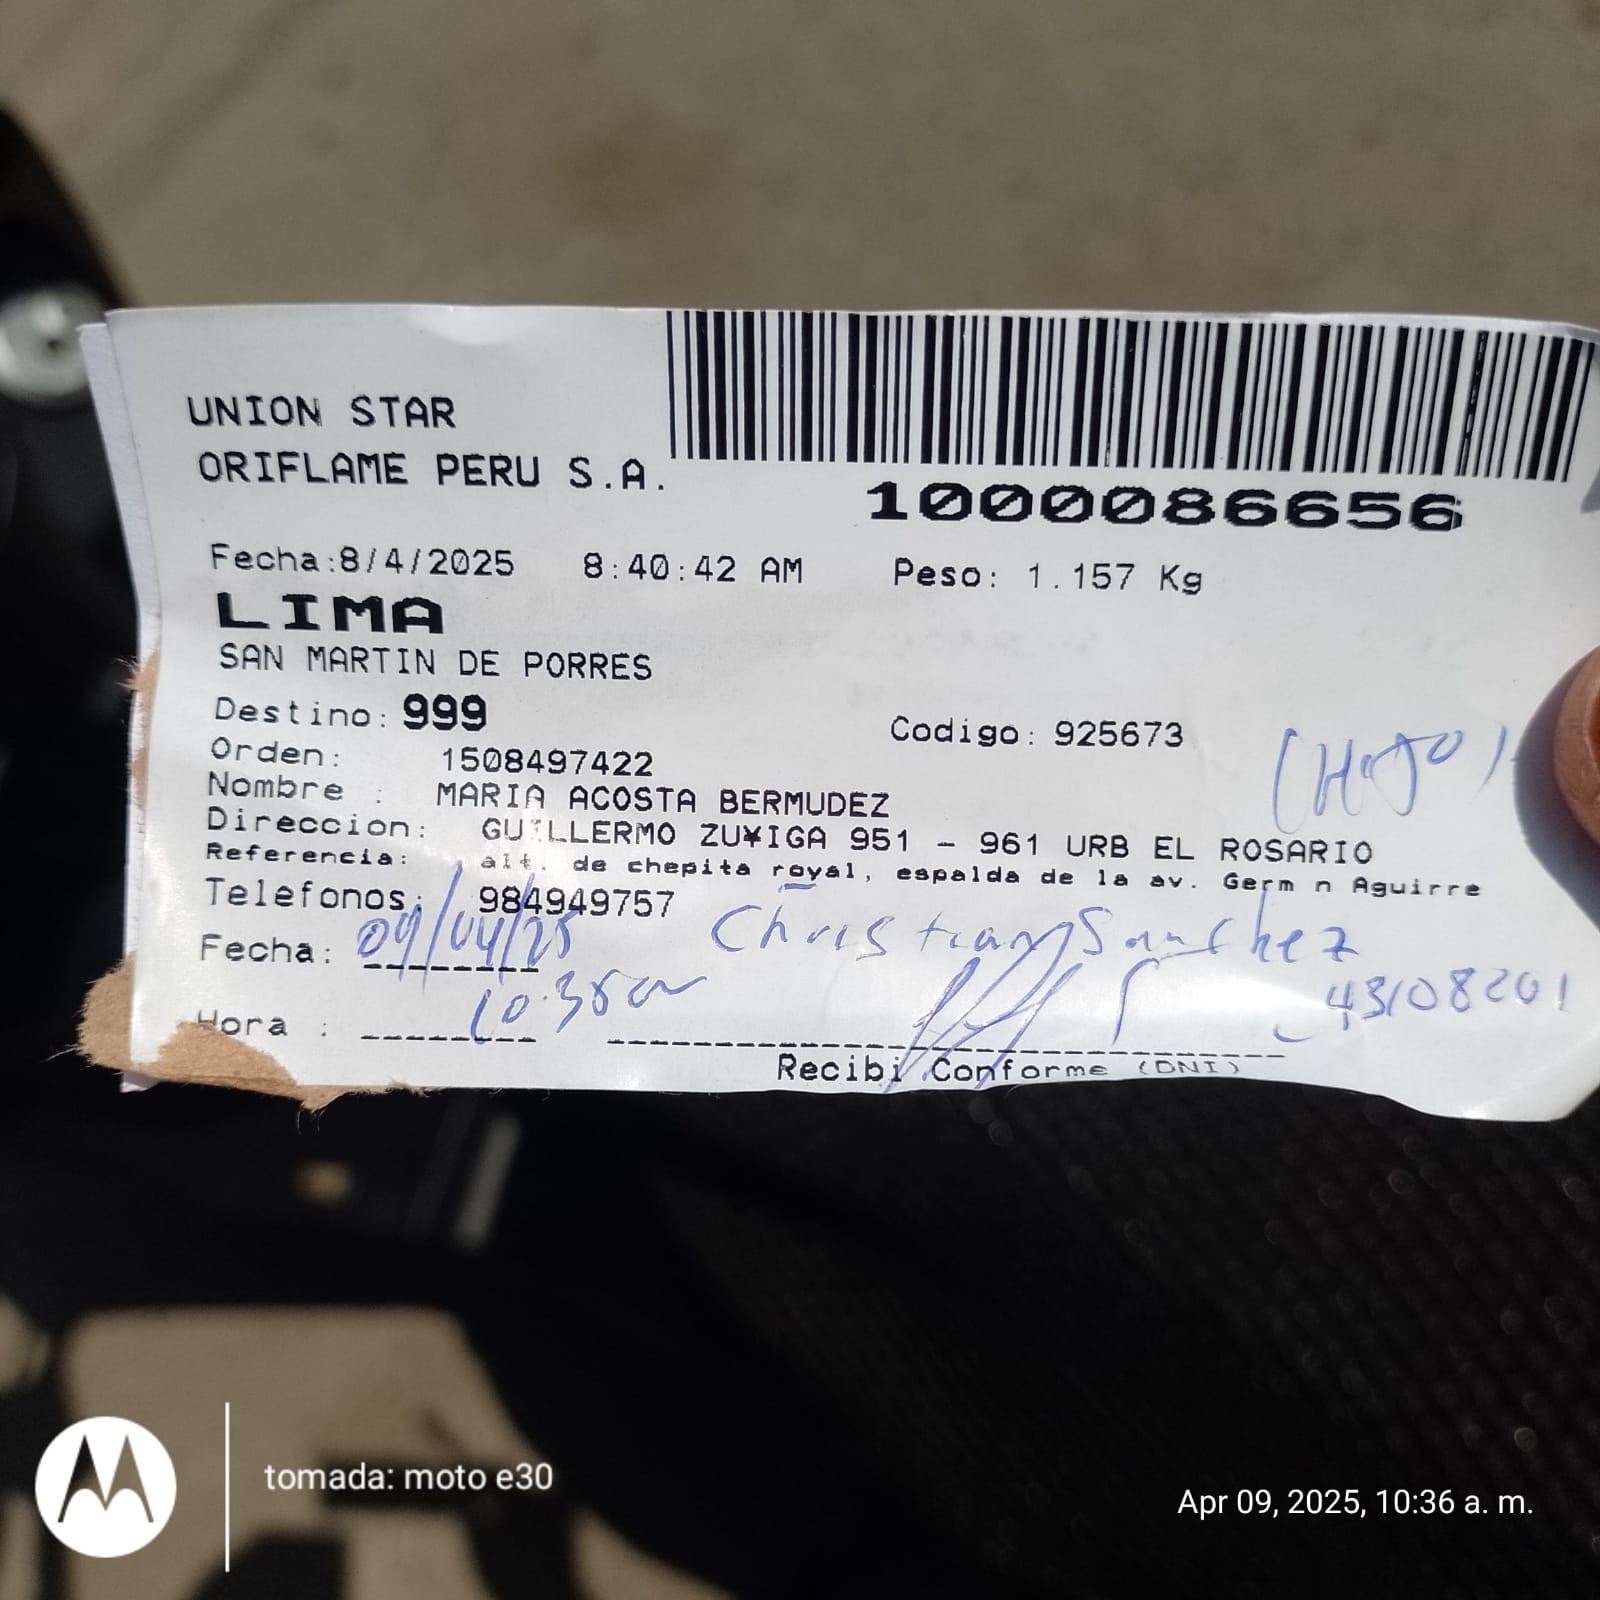 UNION STAR
ORIFLAME PERU S.A.
1000086656
Fecha:8/4/2025 8:40:42 AM Peso: 1.157 Kg
LIMA
SAN MARTIN DE PORRES
Destino: 999 Codigo: 925673
(Hijo)
Orden: 1508497422
Nombre : MARIA ACOSTA BERMUDEZ
Direccion: GUILLERMO ZU¥IGA 951 - 961 URB EL ROSARIO
Referencia: alt. de chepita royal, espalda de la av. Germ n Aguirre
Telefonos: 984949757
Fecha: 09/04/25 Christian Sanchez
Hora : 10:35am 43108201
Recibi Conforme (DNI)
tomada: moto e30
Apr 09, 2025, 10:36 a. m.